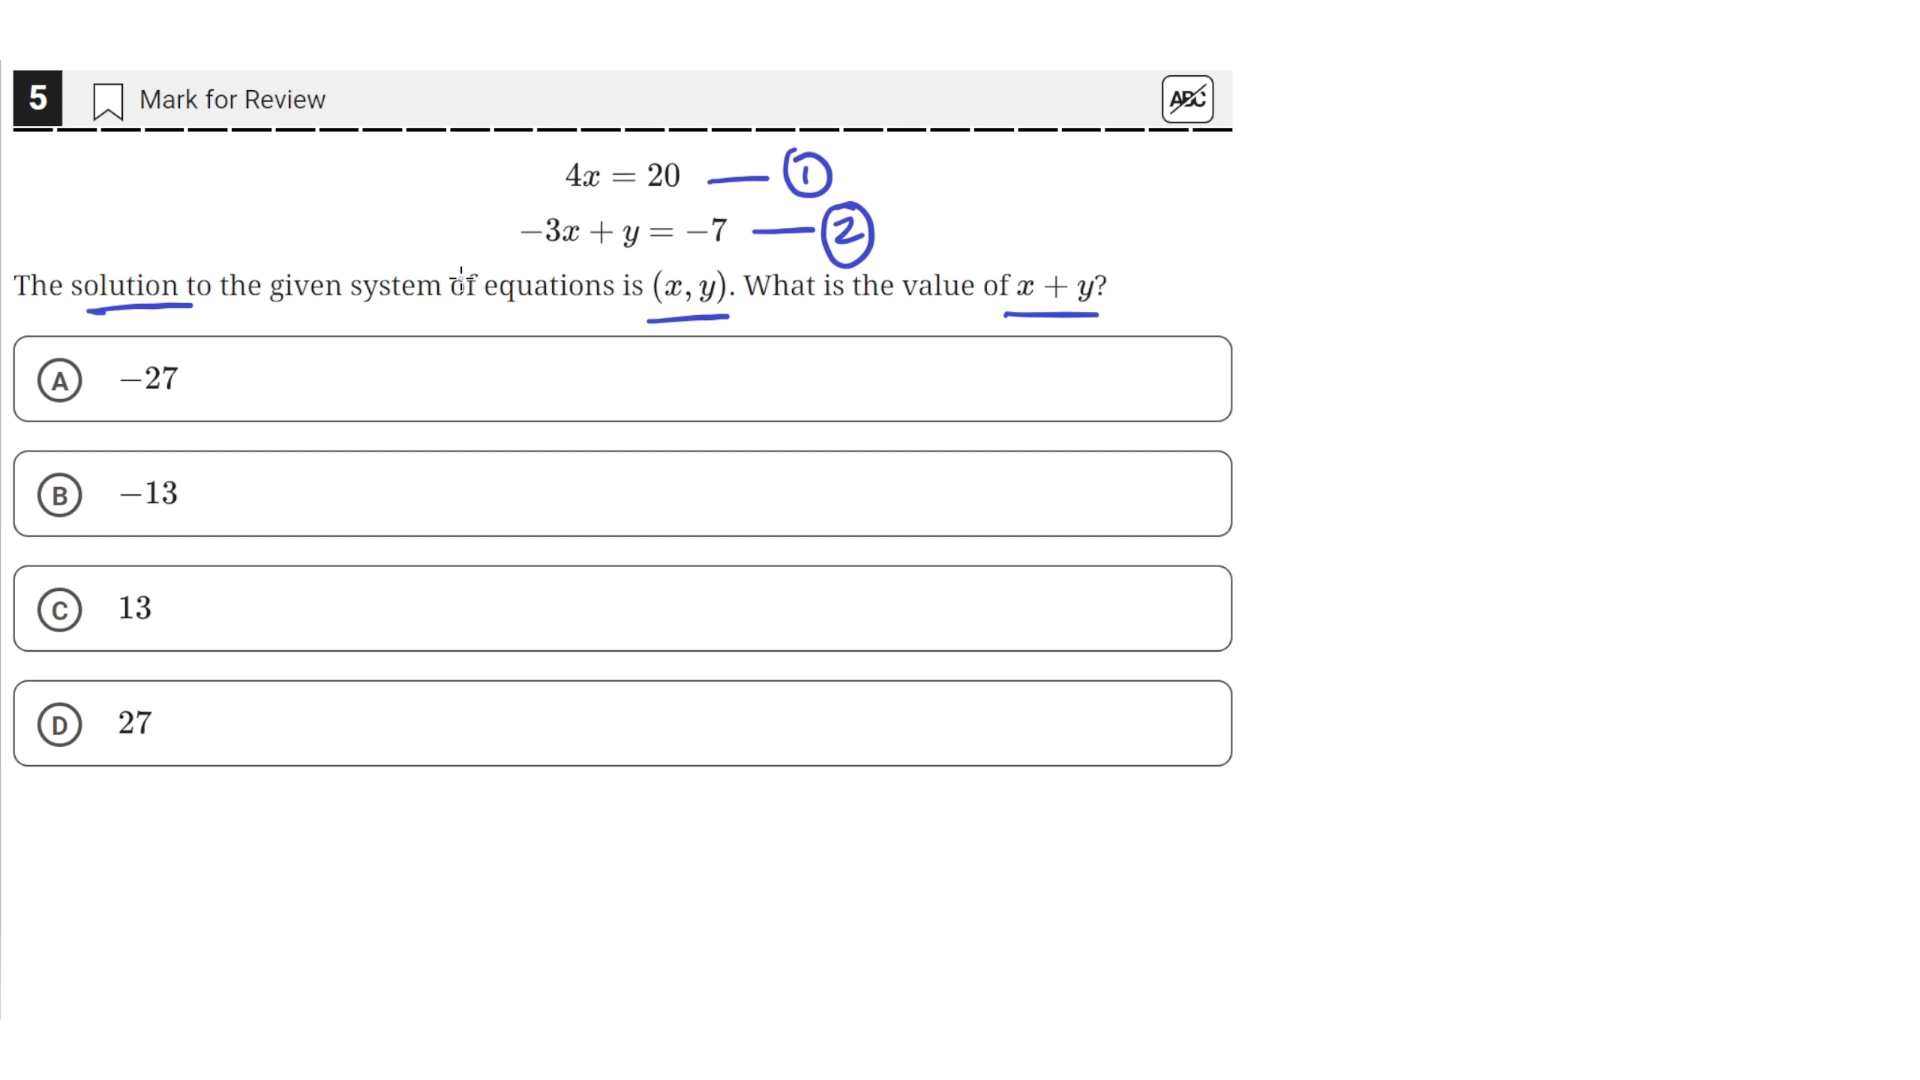 5 Mark for Review ABC
4x = 20 — ①
−3x + y = −7 — ②
The solution to the given system of equations is (x, y). What is the value of x + y?
A −27
B −13
C 13
D 27